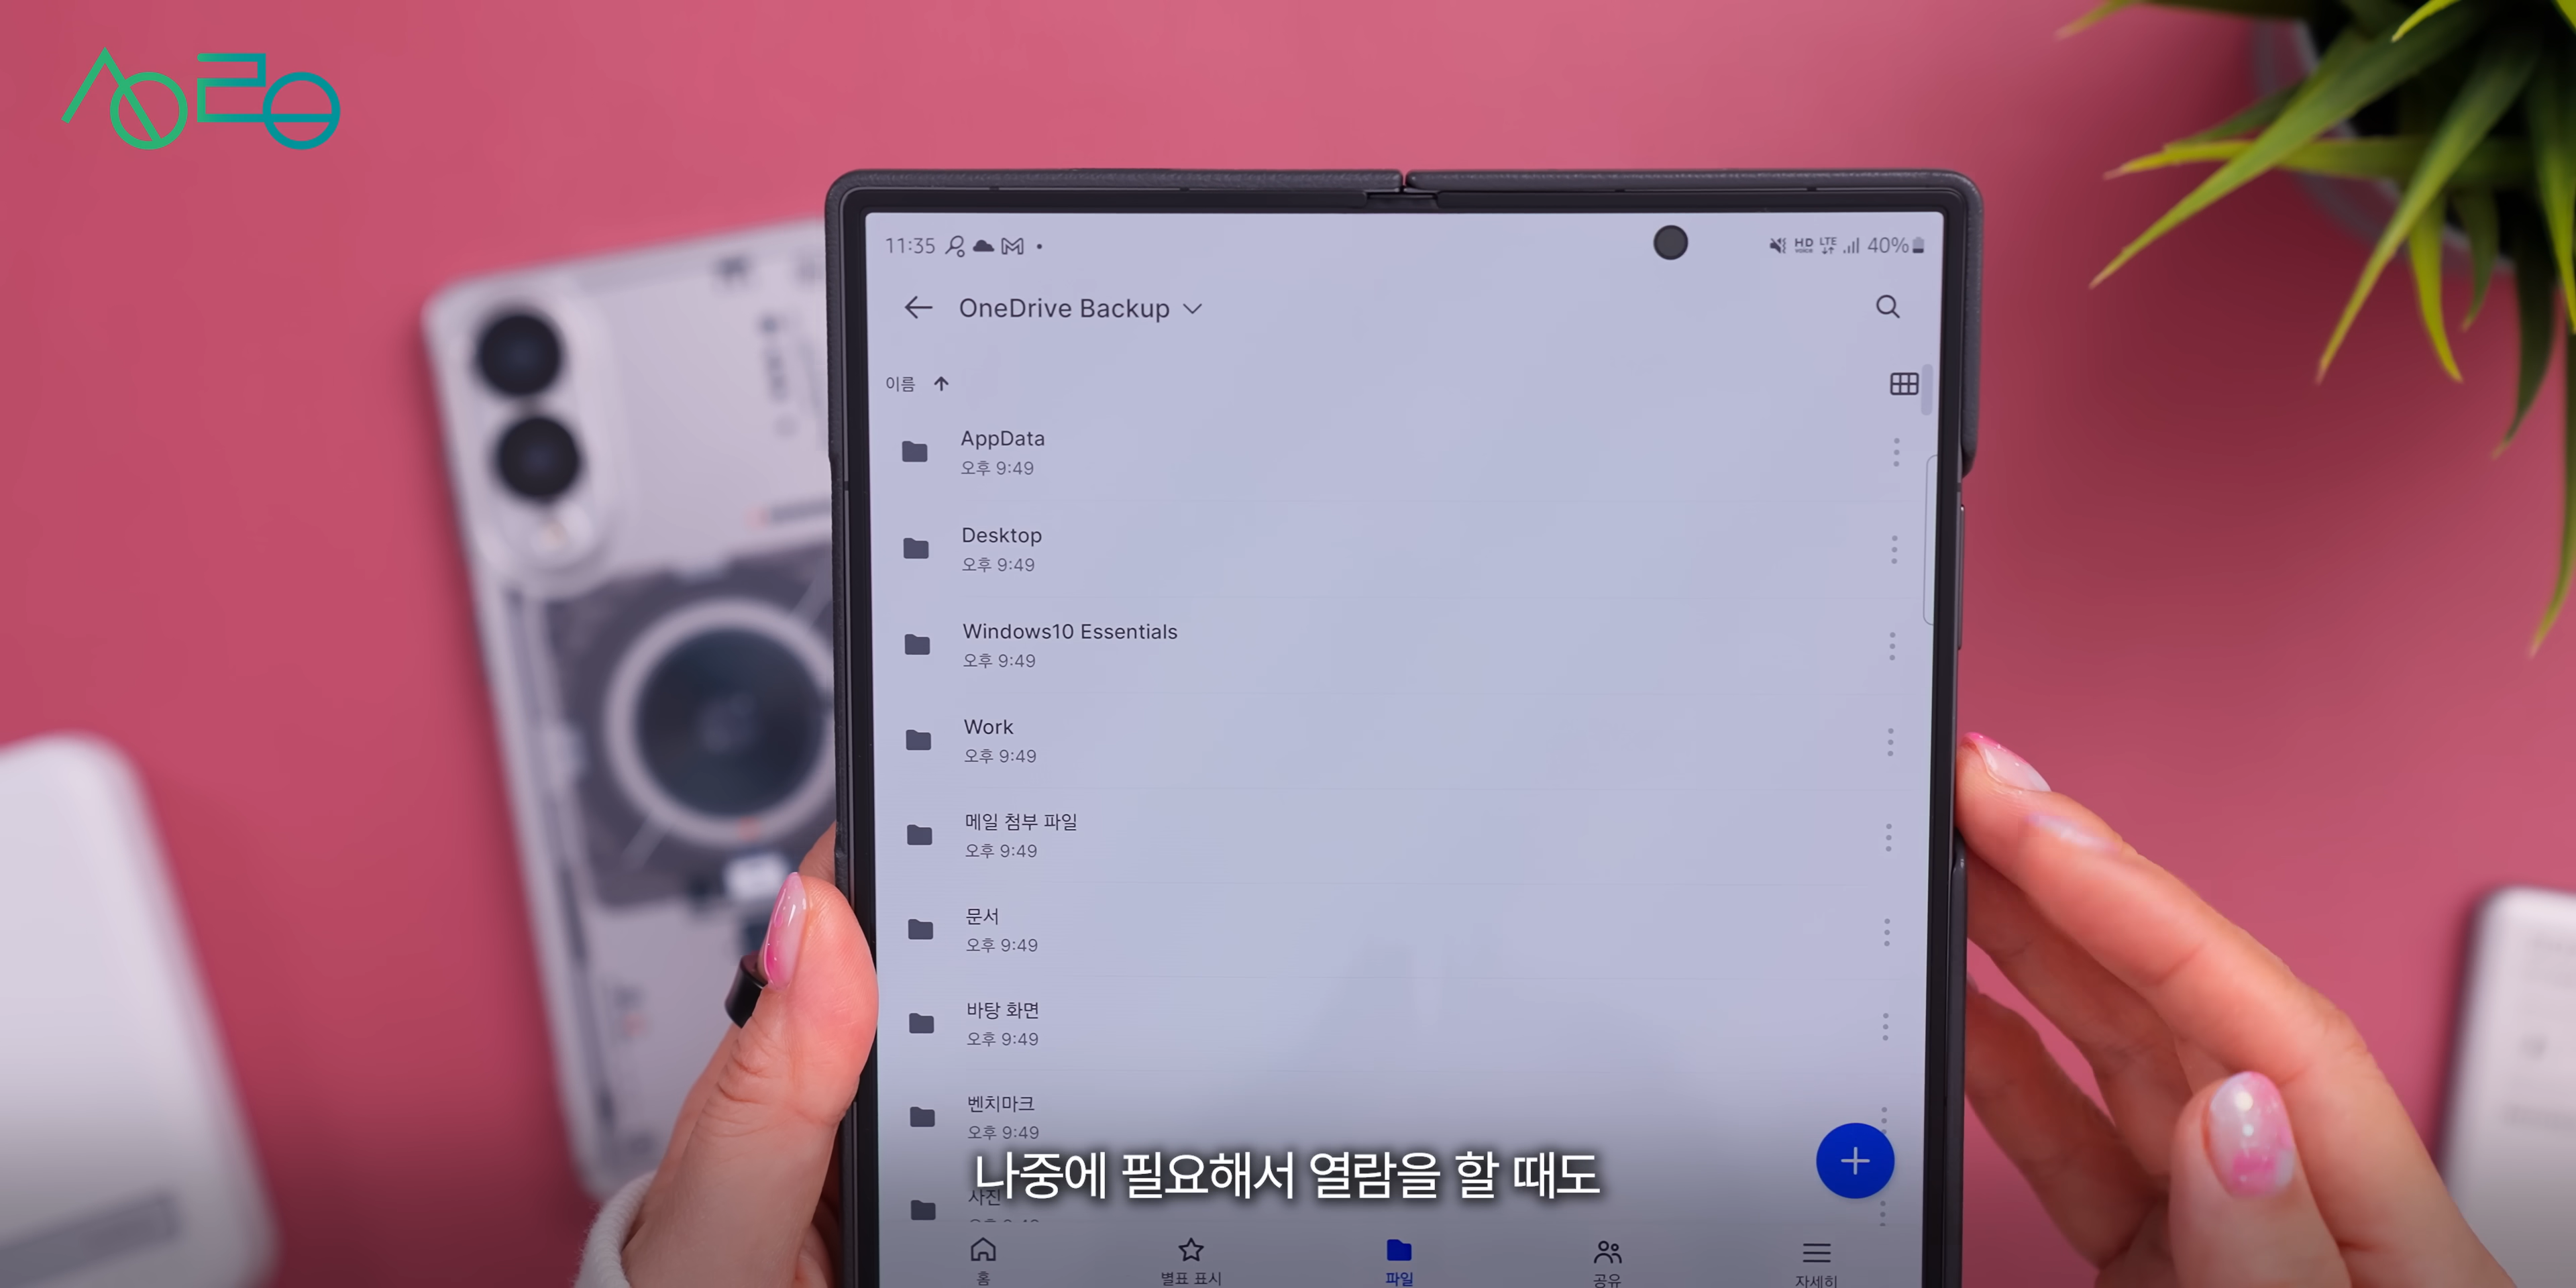 11:35
HD LTE 40%
OneDrive Backup
이름
AppData
오후 9:49
Desktop
오후 9:49
Windows10 Essentials
오후 9:49
Work
오후 9:49
메일 첨부 파일
오후 9:49
문서
오후 9:49
바탕 화면
오후 9:49
벤치마크
오후 9:49
나중에 필요해서 열람을 할 때도
사진
홈
별표 표시
파일
공유
자세히